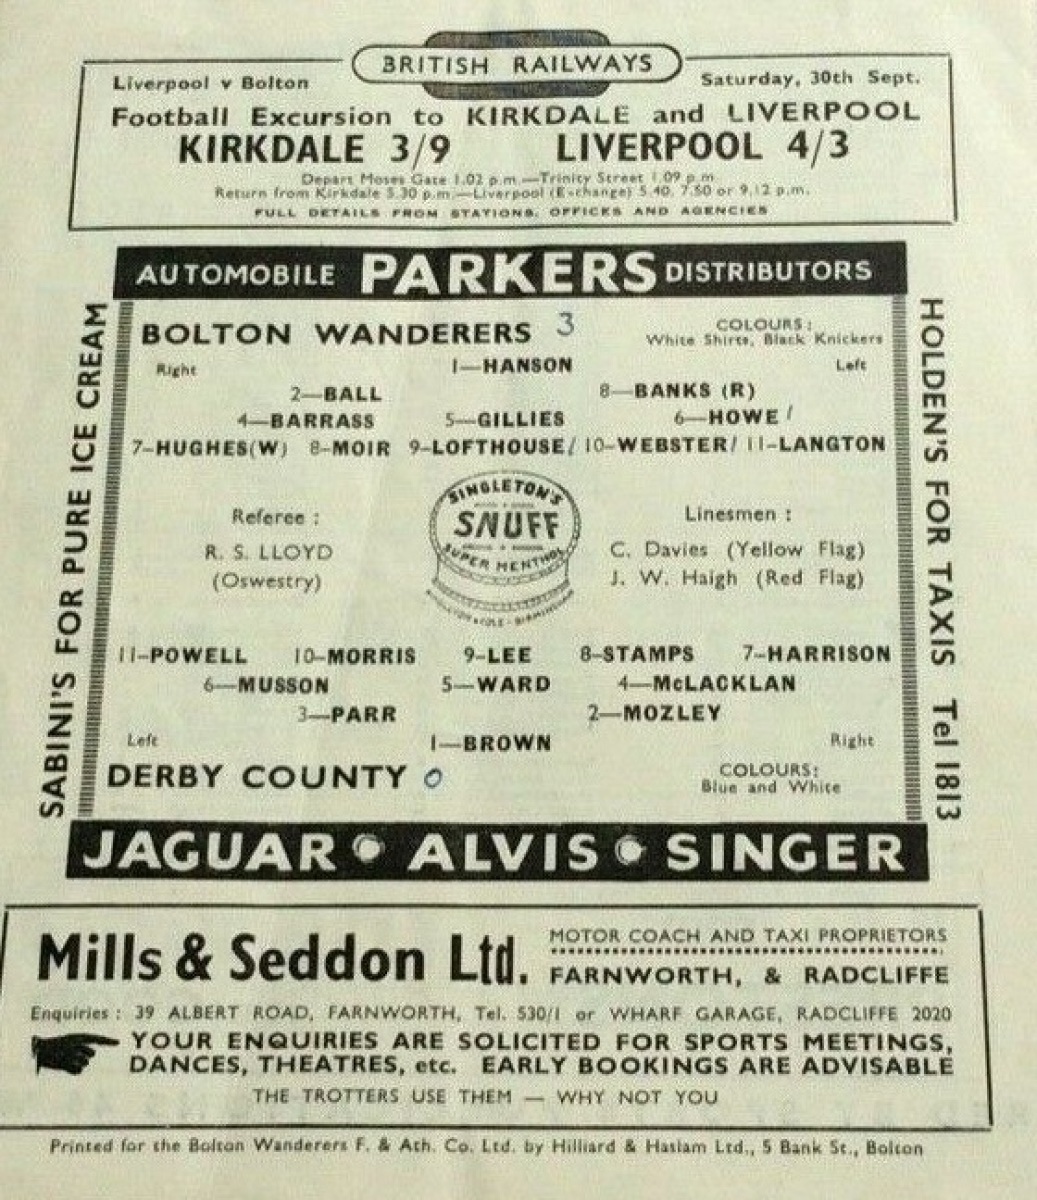 BRITISH RAILWAYS
Liverpool v Bolton Saturday, 30th Sept.
Football Excursion to KIRKDALE and LIVERPOOL
KIRKDALE 3/9 LIVERPOOL 4/3
Depart Moses Gate 1.02 p.m.—Trinity Street 1.09 p.m.
Return from Kirkdale 5.30 p.m.—Liverpool (Exchange) 5.40, 7.50 or 9.12 p.m.
FULL DETAILS FROM STATIONS, OFFICES AND AGENCIES
AUTOMOBILE PARKERS DISTRIBUTORS
SABINI'S FOR PURE ICE CREAM
HOLDEN'S FOR TAXIS Tel 1813
BOLTON WANDERERS 3
COLOURS:
White Shirts, Black Knickers
Right 1—HANSON Left
2—BALL 8—BANKS (R)
4—BARRASS 5—GILLIES 6—HOWE /
7—HUGHES(W) 8—MOIR 9—LOFTHOUSE/ 10—WEBSTER/ 11—LANGTON
Referee :
R. S. LLOYD
(Oswestry)
SINGLETON'S
SNUFF
SUPER MENTHOL
Linesmen :
C. Davies (Yellow Flag)
J. W. Haigh (Red Flag)
11—POWELL 10—MORRIS 9—LEE 8—STAMPS 7—HARRISON
6—MUSSON 5—WARD 4—McLACKLAN
3—PARR 2—MOZLEY
Left 1—BROWN Right
DERBY COUNTY 0
COLOURS:
Blue and White
JAGUAR ALVIS SINGER
Mills & Seddon Ltd.
MOTOR COACH AND TAXI PROPRIETORS
FARNWORTH, & RADCLIFFE
Enquiries : 39 ALBERT ROAD, FARNWORTH, Tel. 530/1 or WHARF GARAGE, RADCLIFFE 2020
YOUR ENQUIRIES ARE SOLICITED FOR SPORTS MEETINGS,
DANCES, THEATRES, etc. EARLY BOOKINGS ARE ADVISABLE
THE TROTTERS USE THEM — WHY NOT YOU
Printed for the Bolton Wanderers F. & Ath. Co. Ltd. by Hilliard & Haslam Ltd., 5 Bank St., Bolton